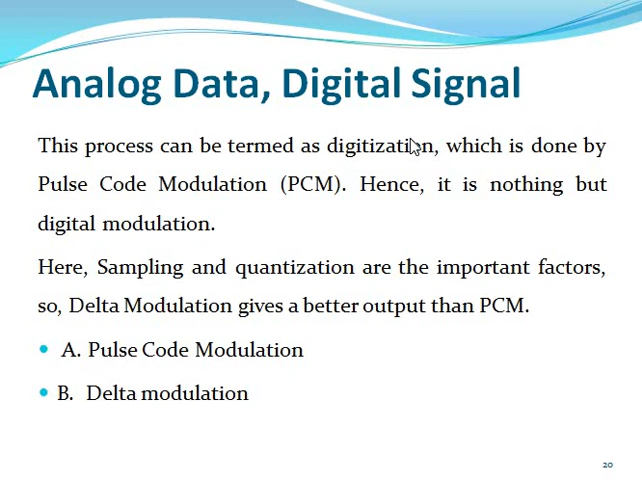 Analog Data, Digital Signal
This process can be termed as digitization, which is done by
Pulse Code Modulation (PCM). Hence, it is nothing but
digital modulation.
Here, Sampling and quantization are the important factors,
so, Delta Modulation gives a better output than PCM.
• A. Pulse Code Modulation
• B. Delta modulation
20